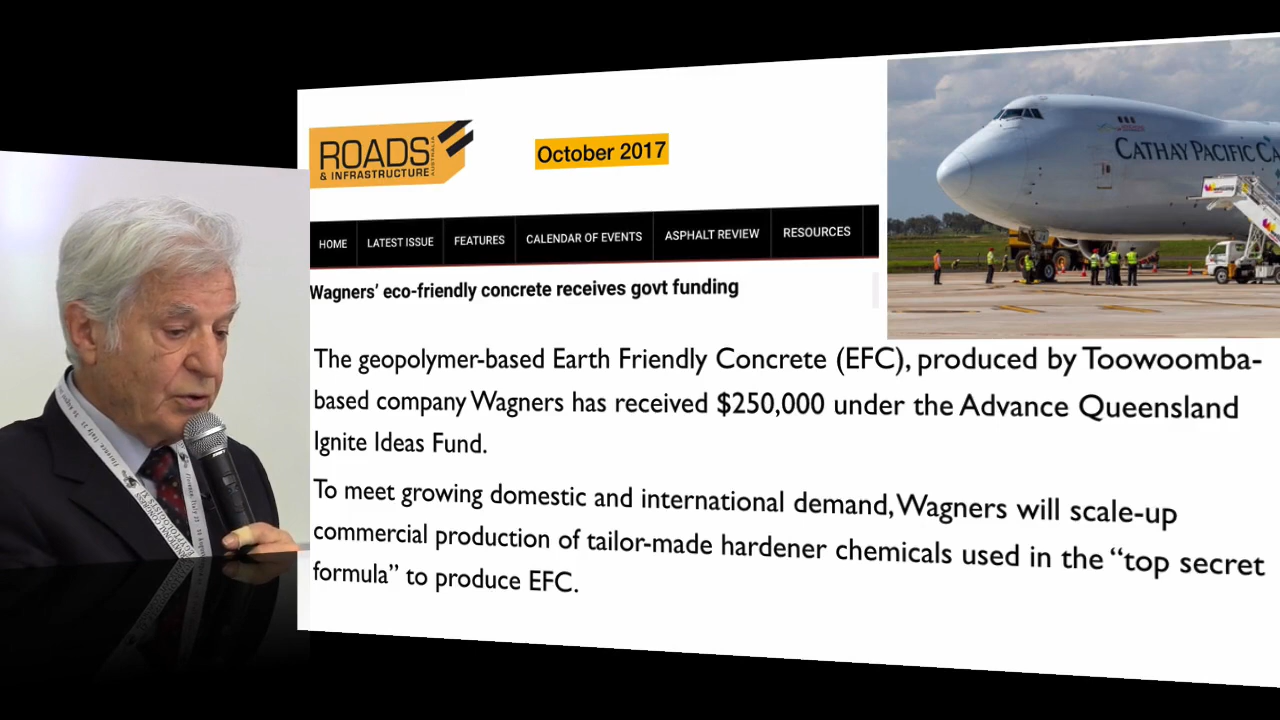 ROADS
& INFRASTRUCTURE
AUSTRALIA
October 2017
HOME LATEST ISSUE FEATURES CALENDAR OF EVENTS ASPHALT REVIEW RESOURCES
Wagners’ eco-friendly concrete receives govt funding
CATHAY PACIFIC CA
The geopolymer-based Earth Friendly Concrete (EFC), produced by Toowoomba-
based company Wagners has received $250,000 under the Advance Queensland
Ignite Ideas Fund.
To meet growing domestic and international demand, Wagners will scale-up
commercial production of tailor-made hardener chemicals used in the “top secret
formula” to produce EFC.